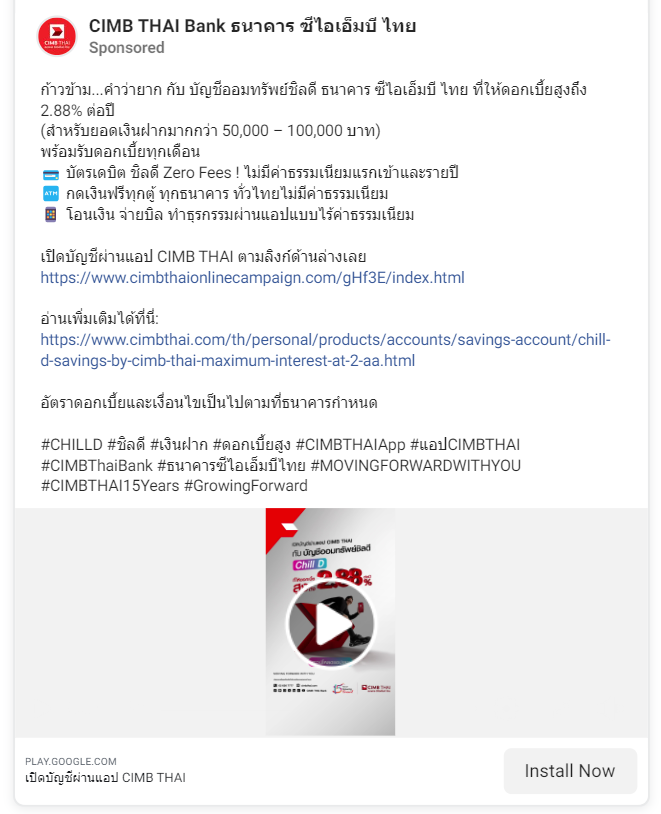 CIMB THAI Bank ธนาคาร ซีไอเอ็มบี ไทย
Sponsored
ก้าวข้าม...คำว่ายาก กับ บัญชีออมทรัพย์ชิลดี ธนาคาร ซีไอเอ็มบี ไทย ที่ให้ดอกเบี้ยสูงถึง
2.88% ต่อปี
(สำหรับยอดเงินฝากมากกว่า 50,000 – 100,000 บาท)
พร้อมรับดอกเบี้ยทุกเดือน
บัตรเดบิต ชิลดี Zero Fees ! ไม่มีค่าธรรมเนียมแรกเข้าและรายปี
ATM กดเงินฟรีทุกตู้ ทุกธนาคาร ทั่วไทยไม่มีค่าธรรมเนียม
โอนเงิน จ่ายบิล ทำธุรกรรมผ่านแอปแบบไร้ค่าธรรมเนียม
เปิดบัญชีผ่านแอป CIMB THAI ตามลิงก์ด้านล่างเลย
https://www.cimbthaionlinecampaign.com/gHf3E/index.html
อ่านเพิ่มเติมได้ที่นี่:
https://www.cimbthai.com/th/personal/products/accounts/savings-account/chill-
d-savings-by-cimb-thai-maximum-interest-at-2-aa.html
อัตราดอกเบี้ยและเงื่อนไขเป็นไปตามที่ธนาคารกำหนด
#CHILLD #ชิลดี #เงินฝาก #ดอกเบี้ยสูง #CIMBTHAIApp #แอปCIMBTHAI
#CIMBThaiBank #ธนาคารซีไอเอ็มบีไทย #MOVINGFORWARDWITHYOU
#CIMBTHAI15Years #GrowingForward
เปิดบัญชีผ่านแอป CIMB THAI
กับ บัญชีออมทรัพย์ชิลดี
Chill D
2.88%
CIMB THAI
PLAY.GOOGLE.COM
เปิดบัญชีผ่านแอป CIMB THAI
Install Now